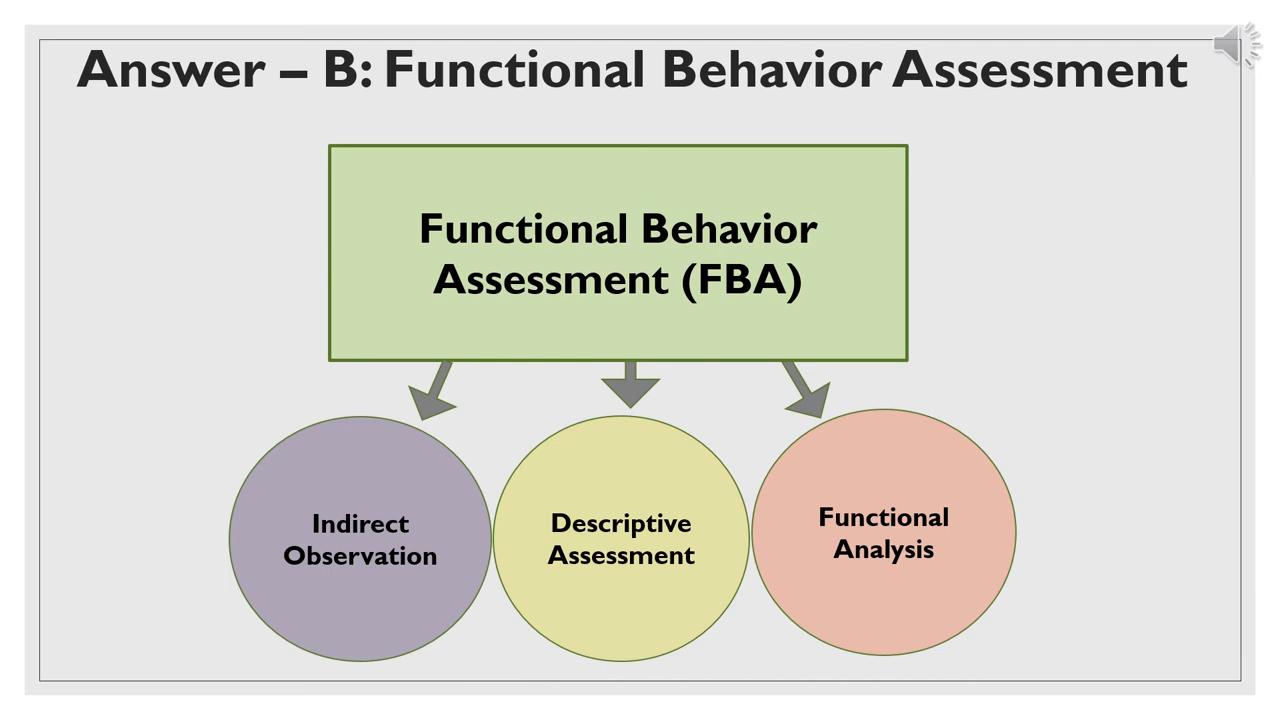 Answer – B: Functional Behavior Assessment
Functional Behavior
Assessment (FBA)
Indirect
Observation
Descriptive
Assessment
Functional
Analysis